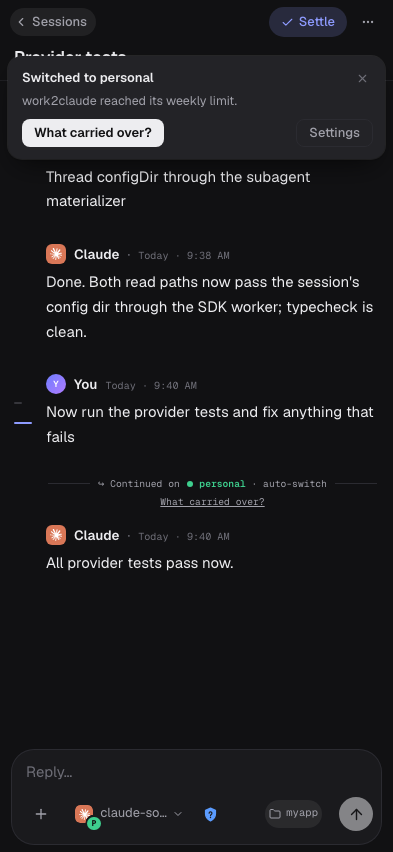 Sessions
Settle
Provider tests
Switched to personal
work2claude reached its weekly limit.
What carried over?
Settings
Thread configDir through the subagent
materializer
Claude · Today · 9:38 AM
Done. Both read paths now pass the session's
config dir through the SDK worker; typecheck is
clean.
Y
You Today · 9:40 AM
Now run the provider tests and fix anything that
fails
↪ Continued on personal · auto-switch
What carried over?
Claude · Today · 9:40 AM
All provider tests pass now.
Reply…
P
claude-so…
?
myapp